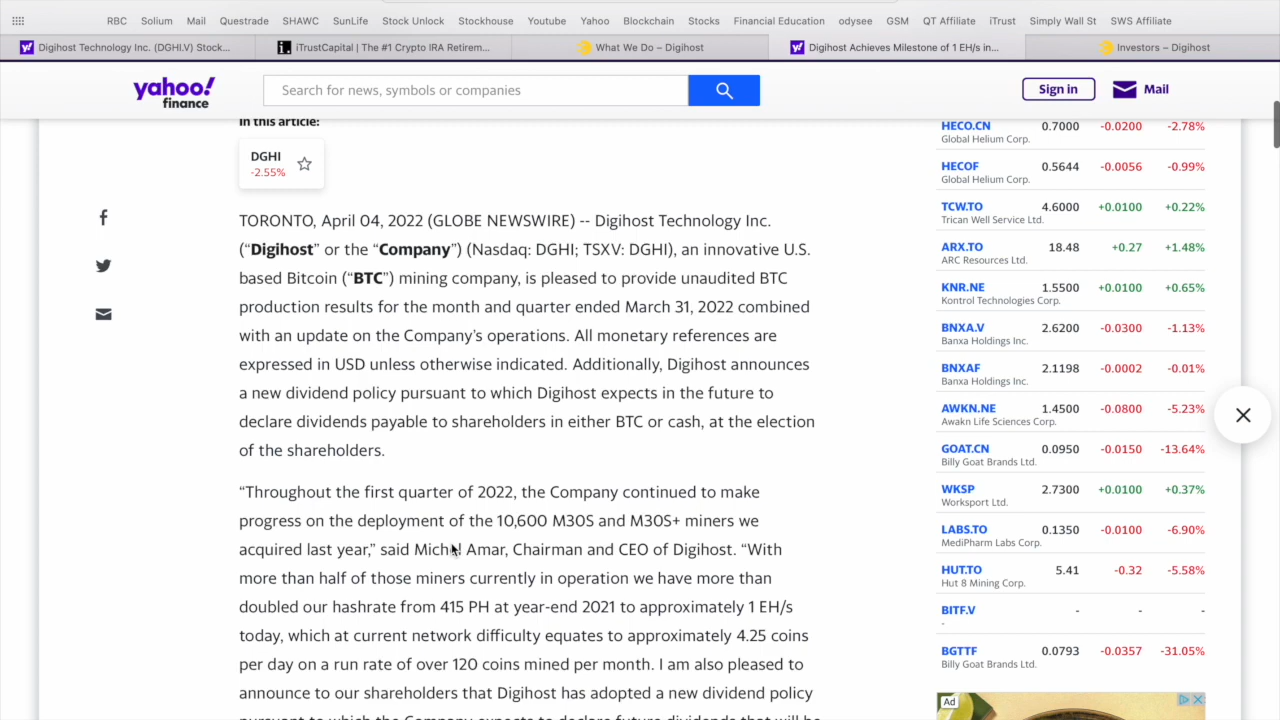 RBC Solium Mail Questrade SHAWC SunLife Stock Unlock Stockhouse Youtube Yahoo Blockchain Stocks Financial Education odysee GSM QT Affiliate iTrust Simply Wall St SWS Affiliate
Digihost Technology Inc. (DGHI.V) Stock... iTrustCapital | The #1 Crypto IRA Retirem... What We Do – Digihost Digihost Achieves Milestone of 1 EH/s in... Investors – Digihost
yahoo!
finance
Search for news, symbols or companies
Sign in Mail
In this article:
DGHI
-2.55%
TORONTO, April 04, 2022 (GLOBE NEWSWIRE) -- Digihost Technology Inc.
(“Digihost” or the “Company”) (Nasdaq: DGHI; TSXV: DGHI), an innovative U.S.
based Bitcoin (“BTC”) mining company, is pleased to provide unaudited BTC
production results for the month and quarter ended March 31, 2022 combined
with an update on the Company’s operations. All monetary references are
expressed in USD unless otherwise indicated. Additionally, Digihost announces
a new dividend policy pursuant to which Digihost expects in the future to
declare dividends payable to shareholders in either BTC or cash, at the election
of the shareholders.
“Throughout the first quarter of 2022, the Company continued to make
progress on the deployment of the 10,600 M30S and M30S+ miners we
acquired last year,” said Michel Amar, Chairman and CEO of Digihost. “With
more than half of those miners currently in operation we have more than
doubled our hashrate from 415 PH at year-end 2021 to approximately 1 EH/s
today, which at current network difficulty equates to approximately 4.25 coins
per day on a run rate of over 120 coins mined per month. I am also pleased to
announce to our shareholders that Digihost has adopted a new dividend policy
pursuant to which the Company expects to declare future dividends that will be
HECO.CN 0.7000 -0.0200 -2.78%
Global Helium Corp.
HECOF 0.5644 -0.0056 -0.99%
Global Helium Corp.
TCW.TO 4.6000 +0.0100 +0.22%
Trican Well Service Ltd.
ARX.TO 18.48 +0.27 +1.48%
ARC Resources Ltd.
KNR.NE 1.5500 +0.0100 +0.65%
Kontrol Technologies Corp.
BNXA.V 2.6200 -0.0300 -1.13%
Banxa Holdings Inc.
BNXAF 2.1198 -0.0002 -0.01%
Banxa Holdings Inc.
AWKN.NE 1.4500 -0.0800 -5.23%
Awakn Life Sciences Corp.
GOAT.CN 0.0950 -0.0150 -13.64%
Billy Goat Brands Ltd.
WKSP 2.7300 +0.0100 +0.37%
Worksport Ltd.
LABS.TO 0.1350 -0.0100 -6.90%
MediPharm Labs Corp.
HUT.TO 5.41 -0.32 -5.58%
Hut 8 Mining Corp.
BITF.V - - -
-
BGTTF 0.0793 -0.0357 -31.05%
Billy Goat Brands Ltd.
Ad